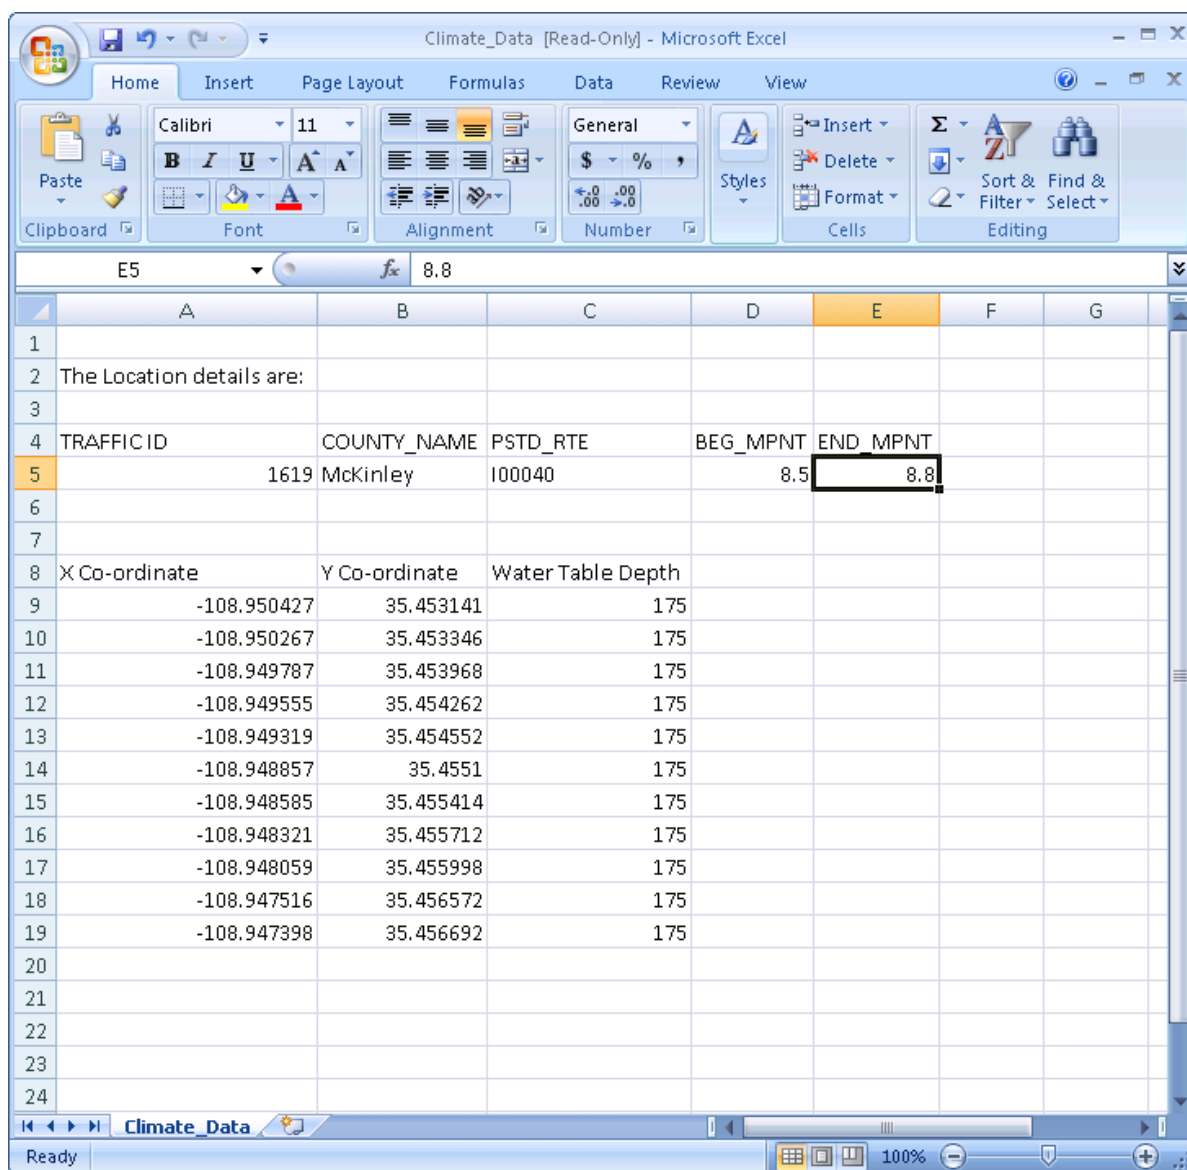 Climate_Data [Read-Only] - Microsoft Excel
Home Insert Page Layout Formulas Data Review View
Calibri 11 General Σ Insert
Paste B I U A A $ % , Styles Delete Sort & Filter Find & Select
A Format
Clipboard Font Alignment Number Cells Editing
E5 fx 8.8
A B C D E F G
1
2 The Location details are:
3
4 TRAFFIC ID COUNTY_NAME PSTD_RTE BEG_MPNT END_MPNT
5 1619 McKinley I00040 8.5 8.8
6
7
8 X Co-ordinate Y Co-ordinate Water Table Depth
9 -108.950427 35.453141 175
10 -108.950267 35.453346 175
11 -108.949787 35.453968 175
12 -108.949555 35.454262 175
13 -108.949319 35.454552 175
14 -108.948857 35.4551 175
15 -108.948585 35.455414 175
16 -108.948321 35.455712 175
17 -108.948059 35.455998 175
18 -108.947516 35.456572 175
19 -108.947398 35.456692 175
20
21
22
23
24
Climate_Data
Ready 100%